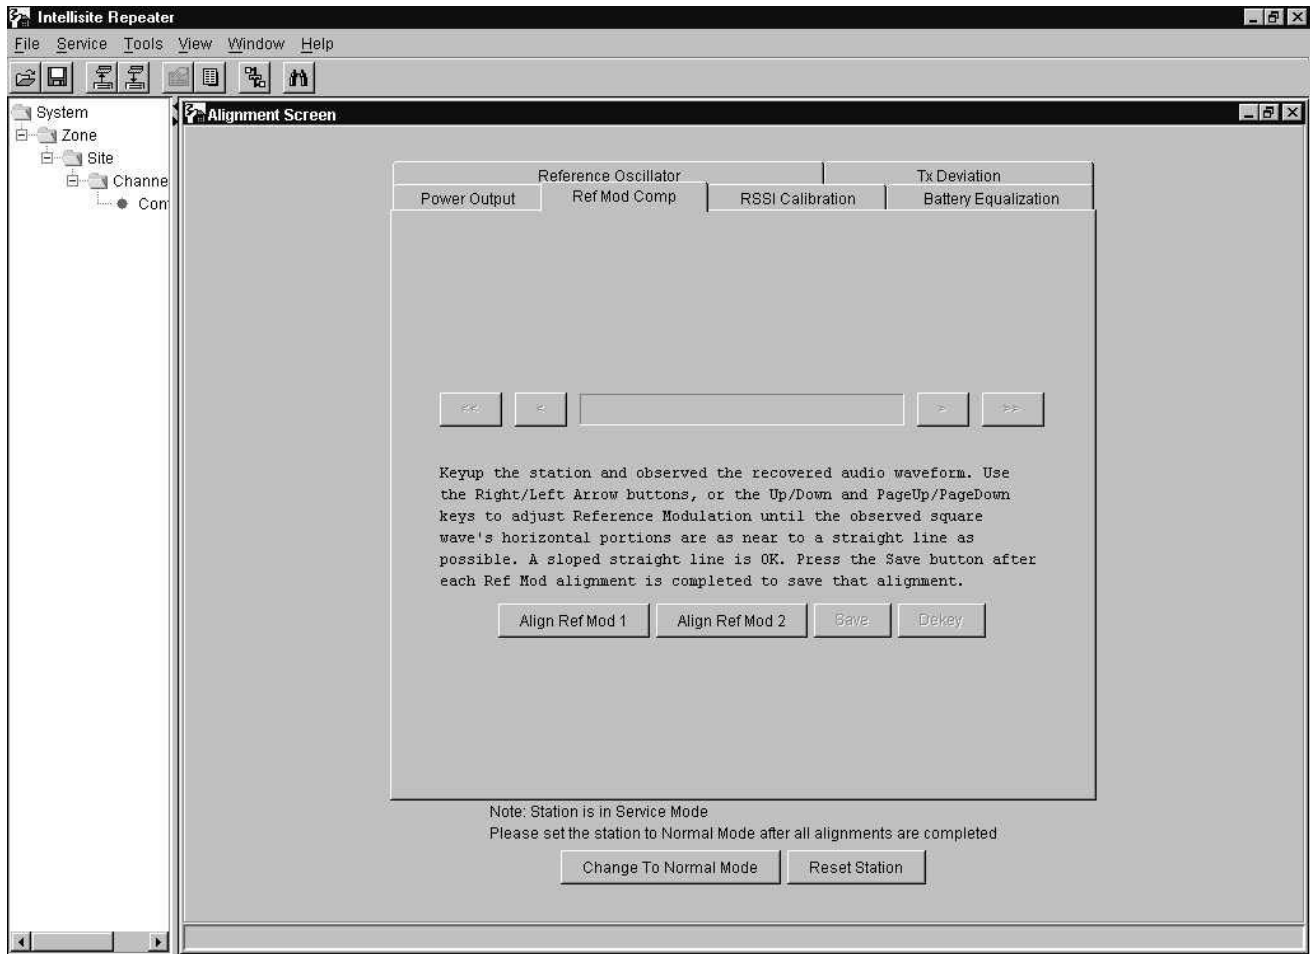 Intellisite Repeater
File Service Tools View Window Help
System
Zone
Site
Channe
Con
Alignment Screen
Reference Oscillator Tx Deviation
Power Output Ref Mod Comp RSSI Calibration Battery Equalization
<< < > >>
Keyup the station and observed the recovered audio waveform. Use
the Right/Left Arrow buttons, or the Up/Down and PageUp/PageDown
keys to adjust Reference Modulation until the observed square
wave's horizontal portions are as near to a straight line as
possible. A sloped straight line is OK. Press the Save button after
each Ref Mod alignment is completed to save that alignment.
Align Ref Mod 1 Align Ref Mod 2 Save Dekey
Note: Station is in Service Mode
Please set the station to Normal Mode after all alignments are completed
Change To Normal Mode Reset Station